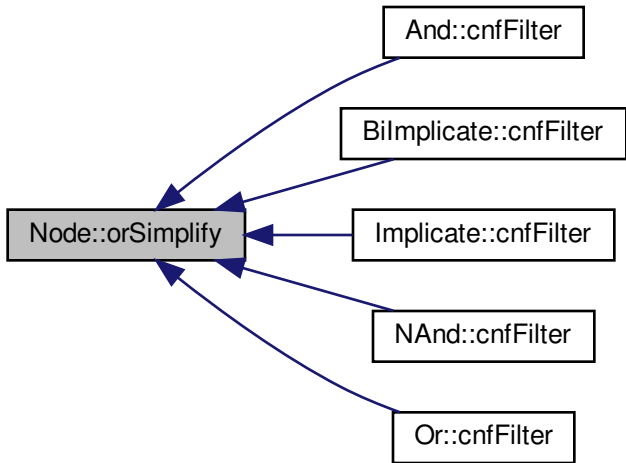 And::cnfFilter
BiImplicate::cnfFilter
Node::orSimplify
Implicate::cnfFilter
NAnd::cnfFilter
Or::cnfFilter